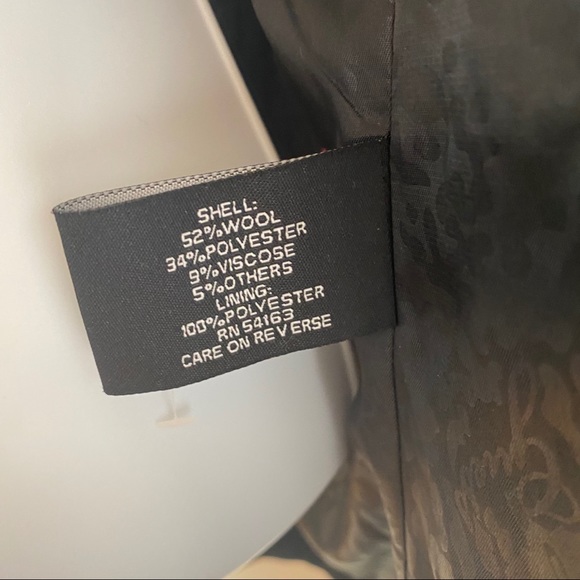 SHELL:
52%WOOL
34%POLYESTER
9%VISCOSE
5%OTHERS
LINING:
100%POLYESTER
RN 54163
CARE ON REVERSE